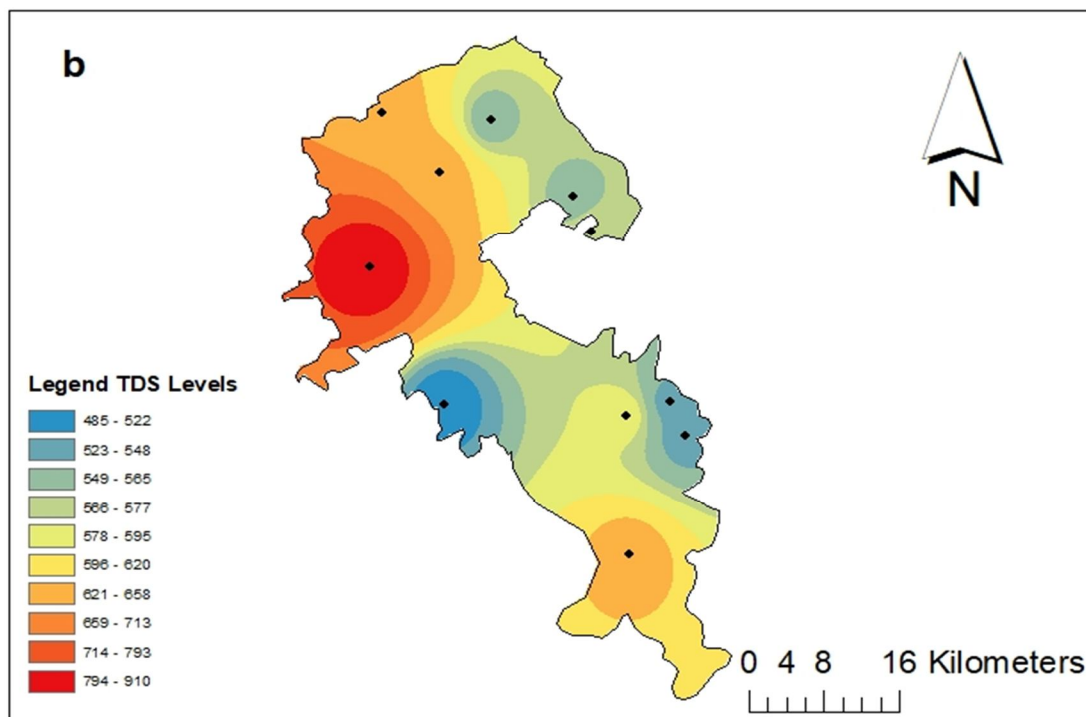 b
N
Legend TDS Levels
485 - 522
523 - 548
549 - 565
566 - 577
578 - 595
596 - 620
621 - 658
659 - 713
714 - 793
794 - 910
0 4 8 16 Kilometers